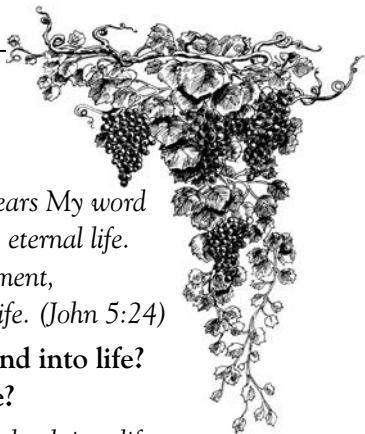 ears My word
eternal life.
ment,
ife. (John 5:24)
nd into life?
e?